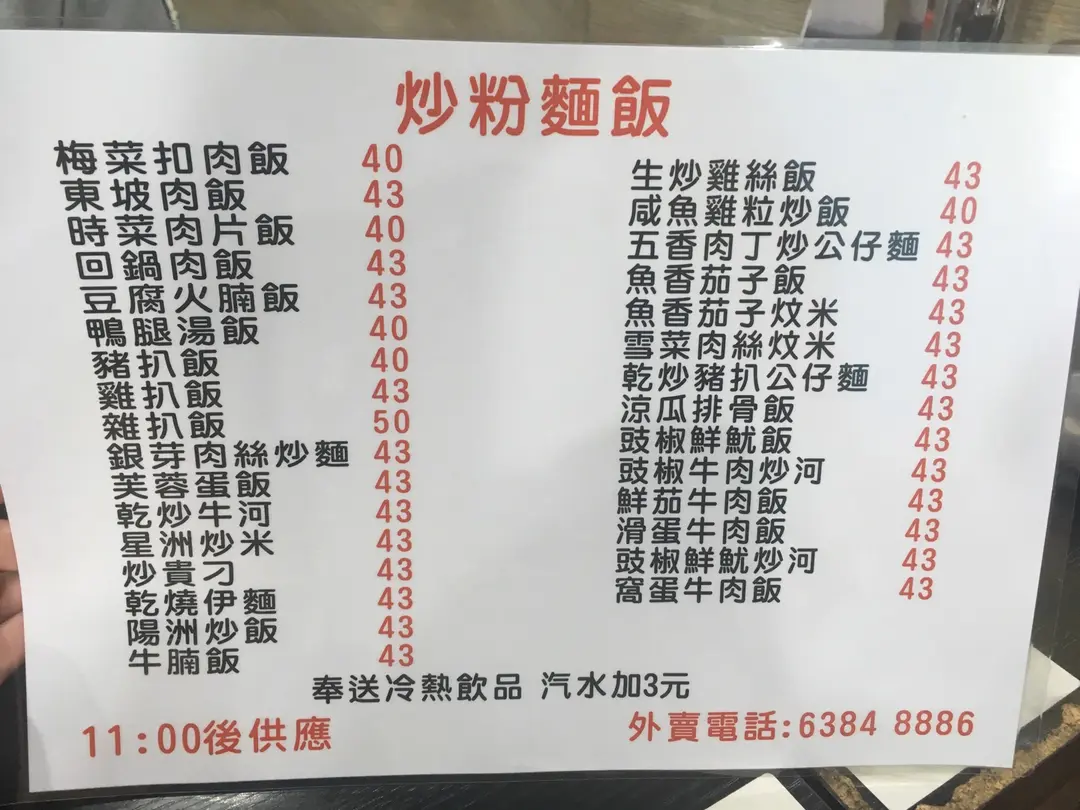 炒粉麵飯
梅菜扣肉飯 40
東坡肉飯 43
時菜肉片飯 40
回鍋肉飯 43
豆腐火腩飯 43
鴨腿湯飯 40
豬扒飯 40
雞扒飯 43
雜扒飯 50
銀芽肉絲炒麵 43
芙蓉蛋飯 43
乾炒牛河 43
星洲炒米 43
炒貴刁 43
乾燒伊麵 43
陽洲炒飯 43
牛腩飯 43
生炒雞絲飯 43
咸魚雞粒炒飯 40
五香肉丁炒公仔麵 43
魚香茄子飯 43
魚香茄子炆米 43
雪菜肉絲炆米 43
乾炒豬扒公仔麵 43
涼瓜排骨飯 43
豉椒鮮魷飯 43
豉椒牛肉炒河 43
鮮茄牛肉飯 43
滑蛋牛肉飯 43
豉椒鮮魷炒河 43
窩蛋牛肉飯 43
奉送冷熱飲品 汽水加3元
11:00後供應
外賣電話:6384 8886